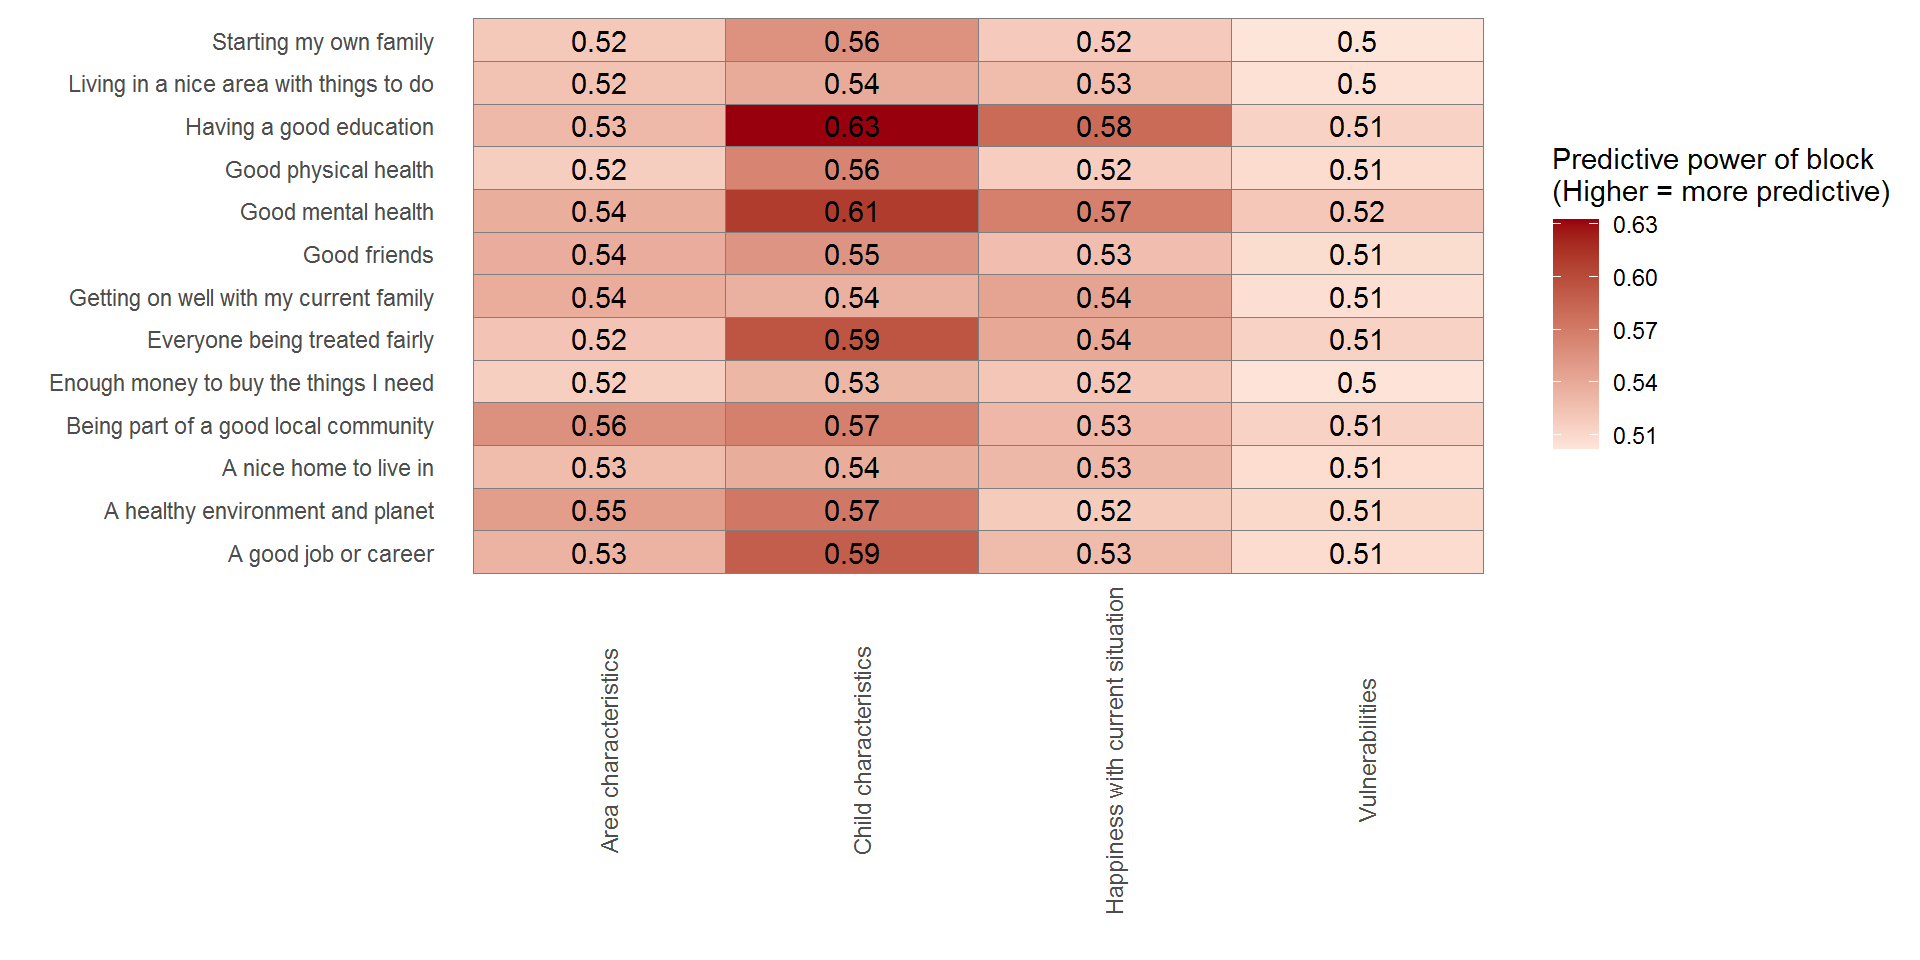 Starting my own family 0.52 0.56 0.52 0.5
Living in a nice area with things to do 0.52 0.54 0.53 0.5
Having a good education 0.53 0.63 0.58 0.51
Good physical health 0.52 0.56 0.52 0.51
Good mental health 0.54 0.61 0.57 0.52
Good friends 0.54 0.55 0.53 0.51
Getting on well with my current family 0.54 0.54 0.54 0.51
Everyone being treated fairly 0.52 0.59 0.54 0.51
Enough money to buy the things I need 0.52 0.53 0.52 0.5
Being part of a good local community 0.56 0.57 0.53 0.51
A nice home to live in 0.53 0.54 0.53 0.51
A healthy environment and planet 0.55 0.57 0.52 0.51
A good job or career 0.53 0.59 0.53 0.51
Area characteristics
Child characteristics
Happiness with current situation
Vulnerabilities
Predictive power of block
(Higher = more predictive)
0.63
0.60
0.57
0.54
0.51